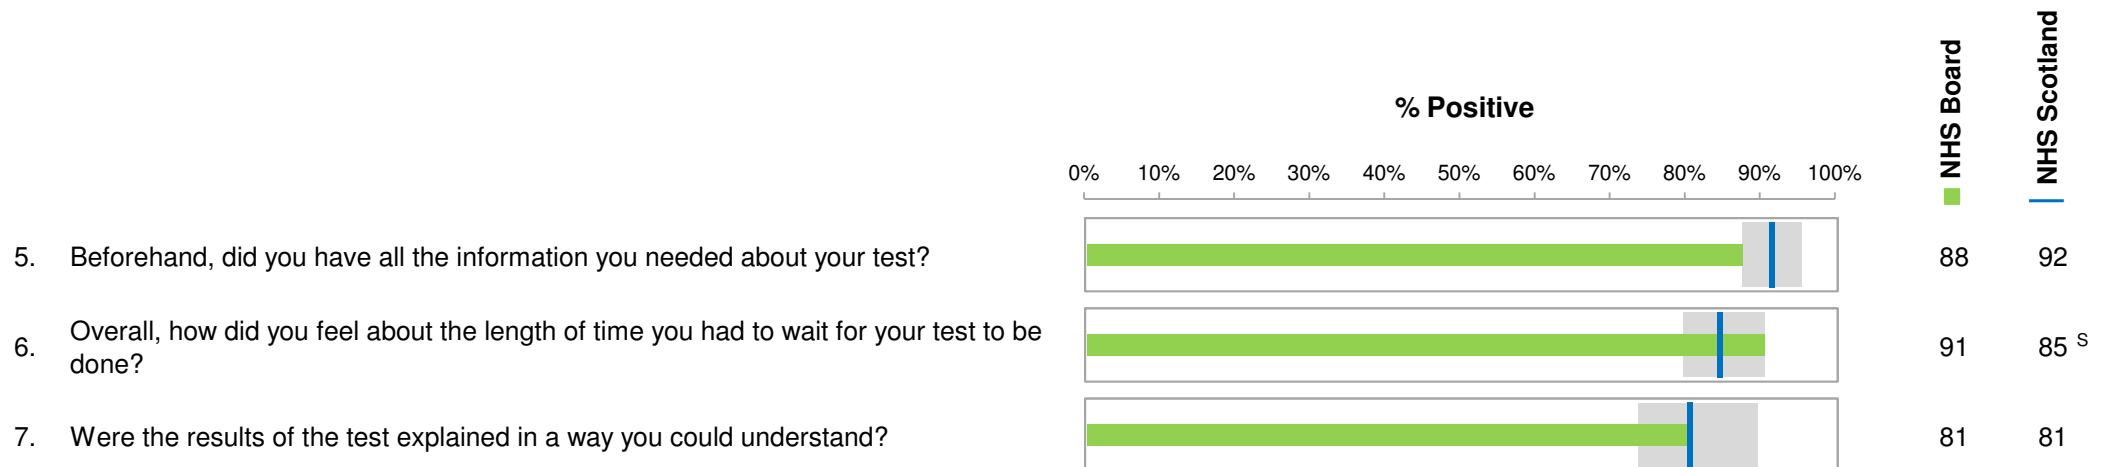 NHS Board
NHS Scotland
% Positive
0% 10% 20% 30% 40% 50% 60% 70% 80% 90% 100%
5. Beforehand, did you have all the information you needed about your test? 88 92
6. Overall, how did you feel about the length of time you had to wait for your test to be
done? 91 85 S
7. Were the results of the test explained in a way you could understand? 81 81